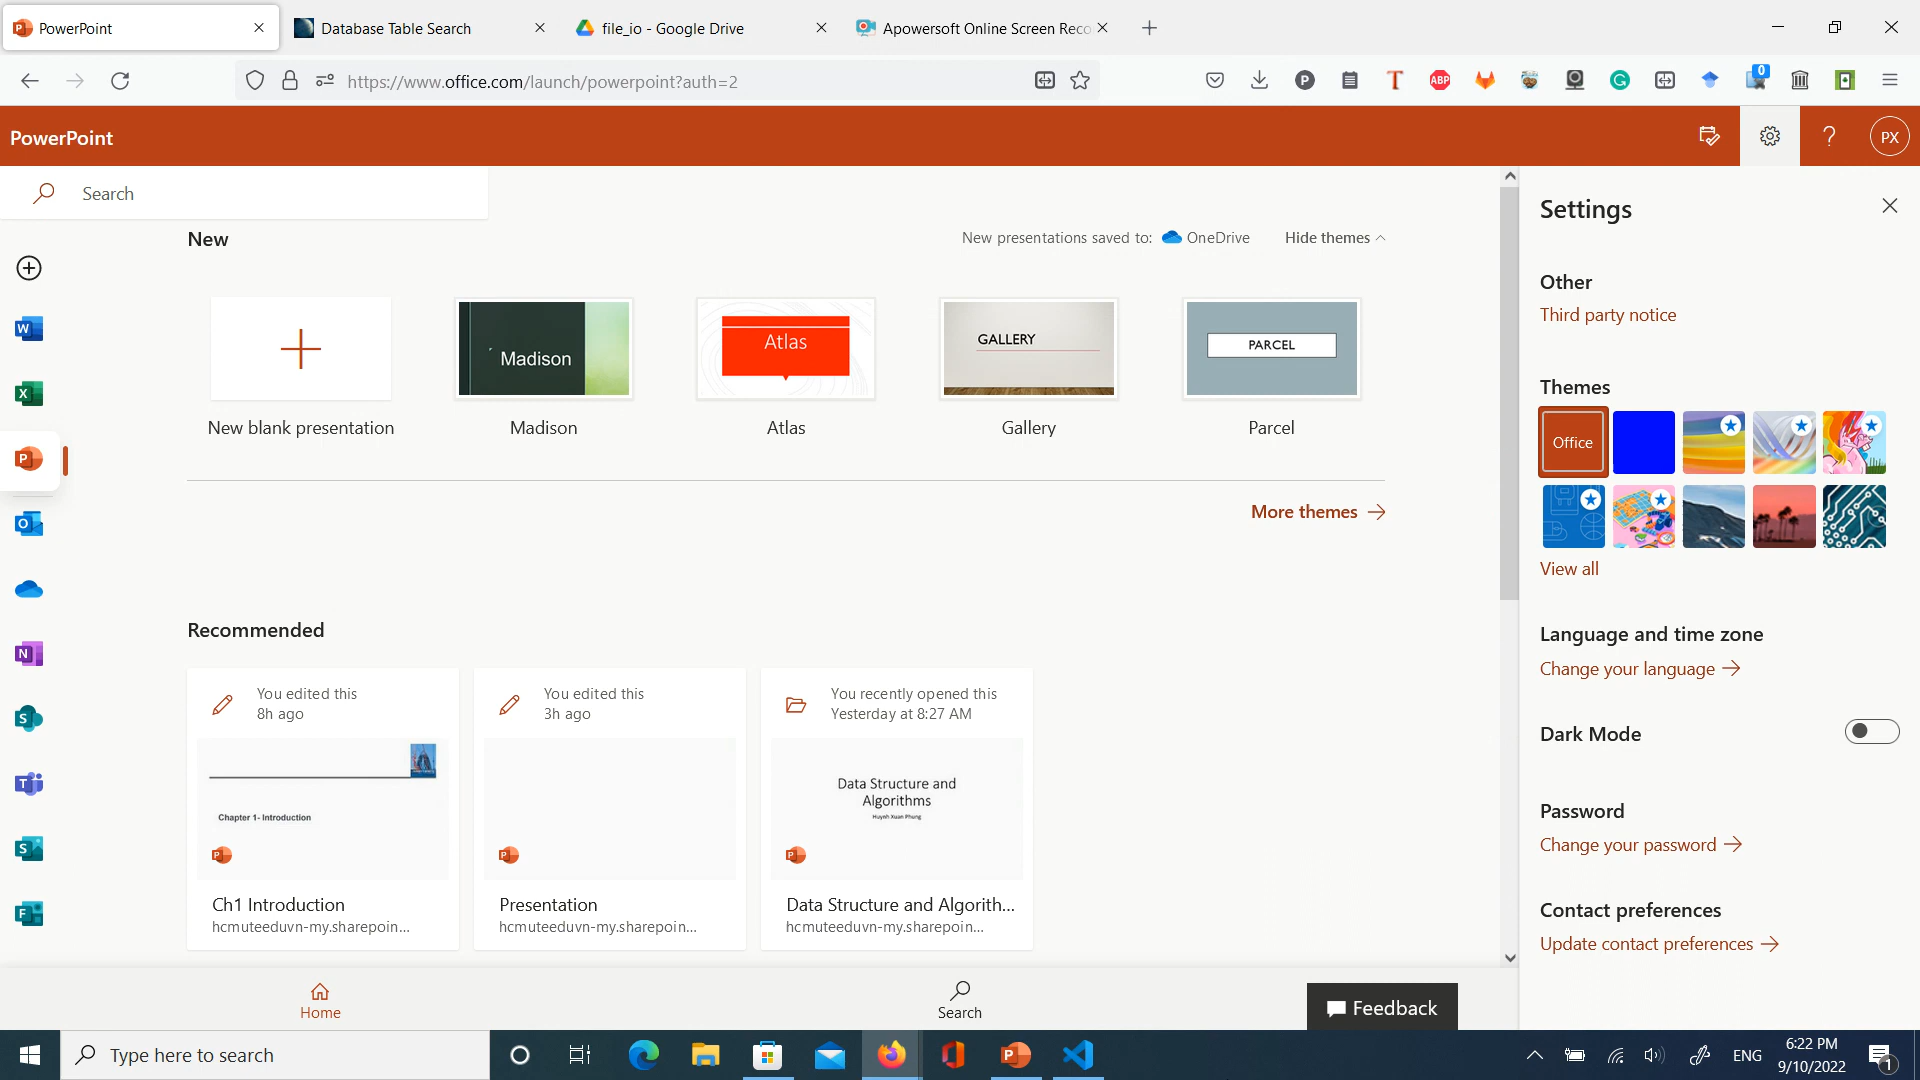 PowerPoint
Database Table Search
file_io - Google Drive
Apowersoft Online Screen Reco
https://www.office.com/launch/powerpoint?auth=2
ABP
0
PowerPoint
PX
Search
New
New presentations saved to: OneDrive
Hide themes
Madison
Atlas
GALLERY
PARCEL
New blank presentation
Madison
Atlas
Gallery
Parcel
More themes
Recommended
You edited this
8h ago
You edited this
3h ago
You recently opened this
Yesterday at 8:27 AM
Chapter 1- Introduction
Data Structure and
Algorithms
Huynh Xuan Phung
Ch1 Introduction
hcmuteeduvn-my.sharepoin...
Presentation
hcmuteeduvn-my.sharepoin...
Data Structure and Algorith...
hcmuteeduvn-my.sharepoin...
Home
Search
Feedback
Settings
Other
Third party notice
Themes
Office
View all
Language and time zone
Change your language
Dark Mode
Password
Change your password
Contact preferences
Update contact preferences
Type here to search
ENG
6:22 PM
9/10/2022
1